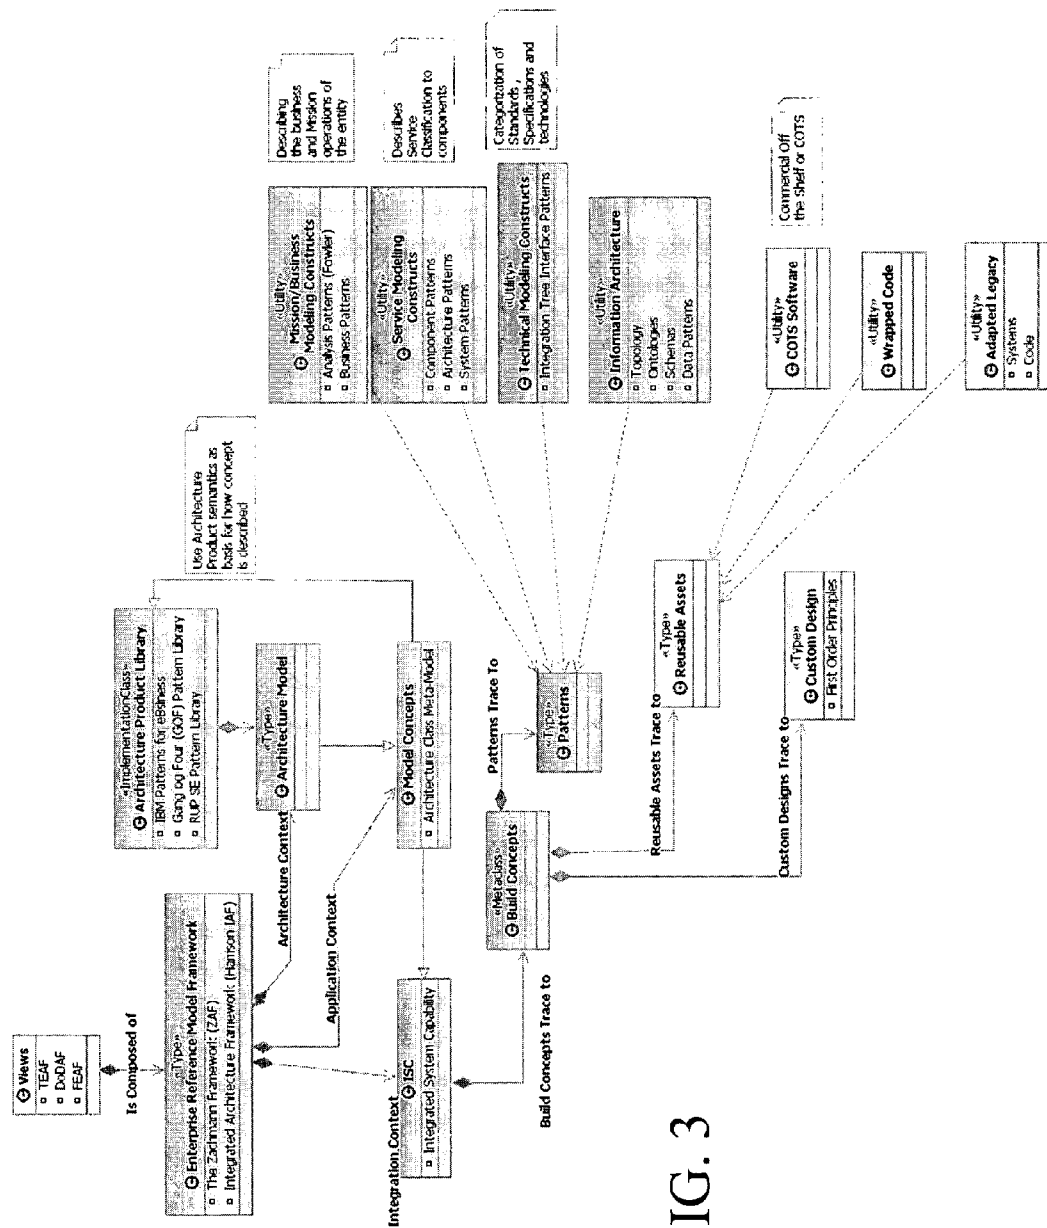 Views
TEAF
DoDAF
FEAF
Is Composed of
«Type»
Enterprise Reference Model Framework
The Zachmann Framework (ZAF)
Integrated Architecture Framework (Harrison IAF)
Integration Context
Application Context
Architecture Context
«ImplementationClass»
Architecture Product Library
IBM Patterns for eBsiness
Gang og Four (GOF) Pattern Library
RUP SE Pattern Library
Use Architecture
Product semantics as
basis for how concept
is described
«Type»
Architecture Model
Model Concepts
Architecture Class Meta-Model
ISC
Integrated System Capability
Build Concepts Trace to
«Metaclass»
Build Concepts
Patterns Trace To
Reusable Assets Trace to
Custom Designs Trace to
«Type»
Patterns
«Type»
Reusable Assets
«Type»
Custom Design
First Order Principles
«Utility»
Mission/Business
Modeling Constructs
Analysis Patterns (Fowler)
Business Patterns
Describing
the business
and Mission
operations of
the entity
«Utility»
Service Modeling
Constructs
Component Patterns
Architecture Patterns
System Patterns
Describes
Service
Classification to
components
«Utility»
Technical Modeling Constructs
Integration Tree Interface Patterns
Categorization of
Standards ,
Specifications and
technologies
«Utility»
Information Architecture
Topology
Ontologies
Schemas
Data Patterns
«Utility»
COTS Software
Commercial Off
the Shelf or COTS
«Utility»
Wrapped Code
«Utility»
Adapted Legacy
Systems
Code
IG. 3